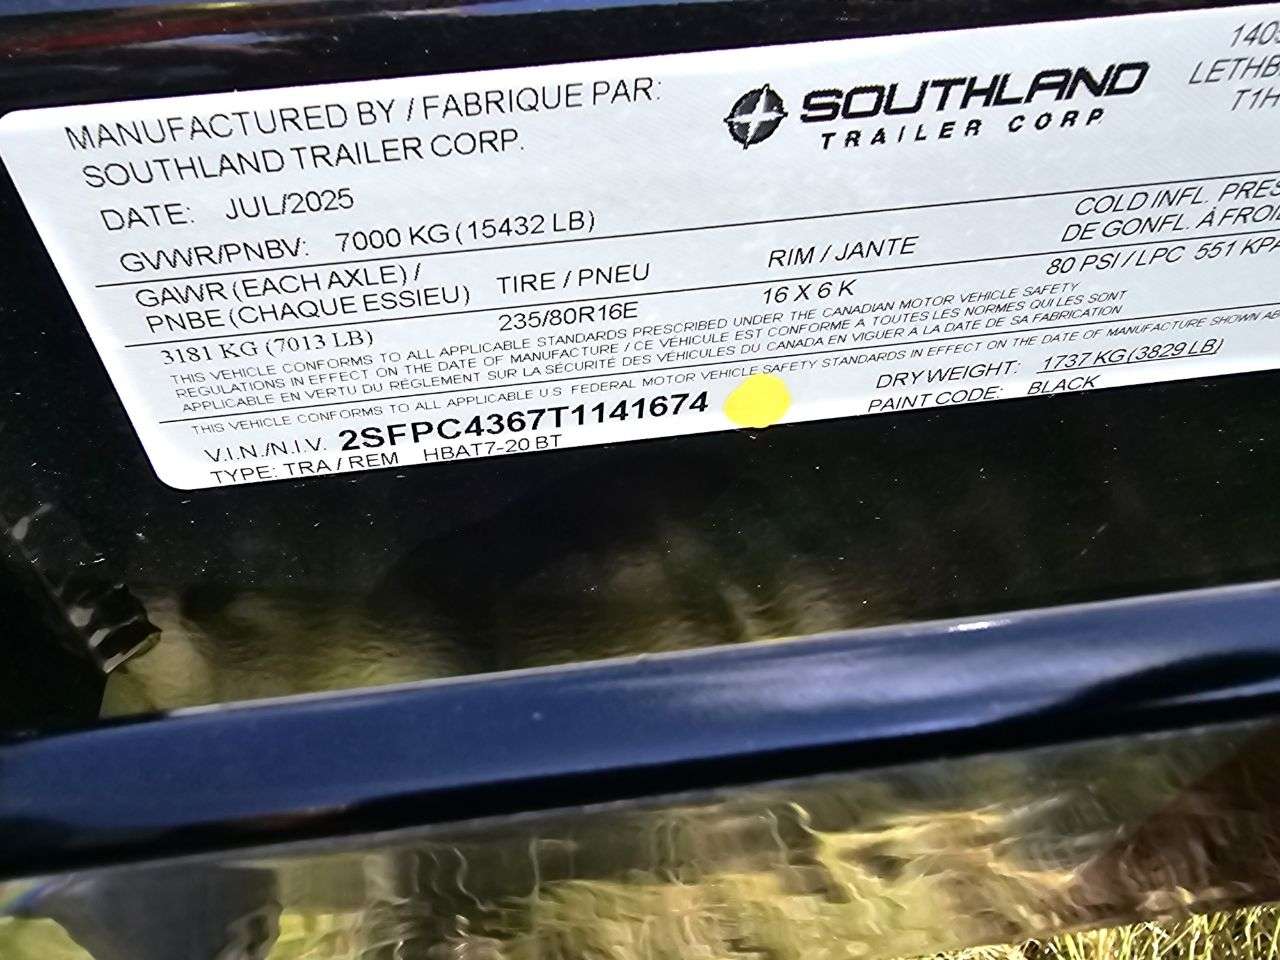 MANUFACTURED BY / FABRIQUE PAR:
SOUTHLAND TRAILER CORP.
SOUTHLAND
TRAILER CORP
DATE: JUL/2025
GVWR/PNBV: 7000 KG (15432 LB)
GAWR (EACH AXLE) / TIRE / PNEU RIM / JANTE COLD INFL.
PNBE (CHAQUE ESSIEU) DE GONFL. À
3181 KG (7013 LB) 235/80R16E 16 X 6 K 80 PSI / LPC 551 KPA
THIS VEHICLE CONFORMS TO ALL APPLICABLE STANDARDS PRESCRIBED UNDER THE CANADIAN MOTOR VEHICLE SAFETY
REGULATIONS IN EFFECT ON THE DATE OF MANUFACTURE / CE VÉHICULE EST CONFORME A TOUTES LES NORMES QUI LES SONT
APPLICABLE EN VERTU DU RÉGLEMENT SUR LA SÉCURITÉ DES VÉHICULES DU CANADA EN VIGUER A LA DATE DE SA FABRICATION
THIS VEHICLE CONFORMS TO ALL APPLICABLE U.S FEDERAL MOTOR VEHICLE SAFETY STANDARDS IN EFFECT ON THE DATE OF MANUFACTURE SHOWN
V.I.N./N.I.V. 2SFPC4367T1141674 DRY WEIGHT: 1737 KG (3829 LB)
TYPE: TRA / REM HBAT7-20 BT PAINT CODE: BLACK